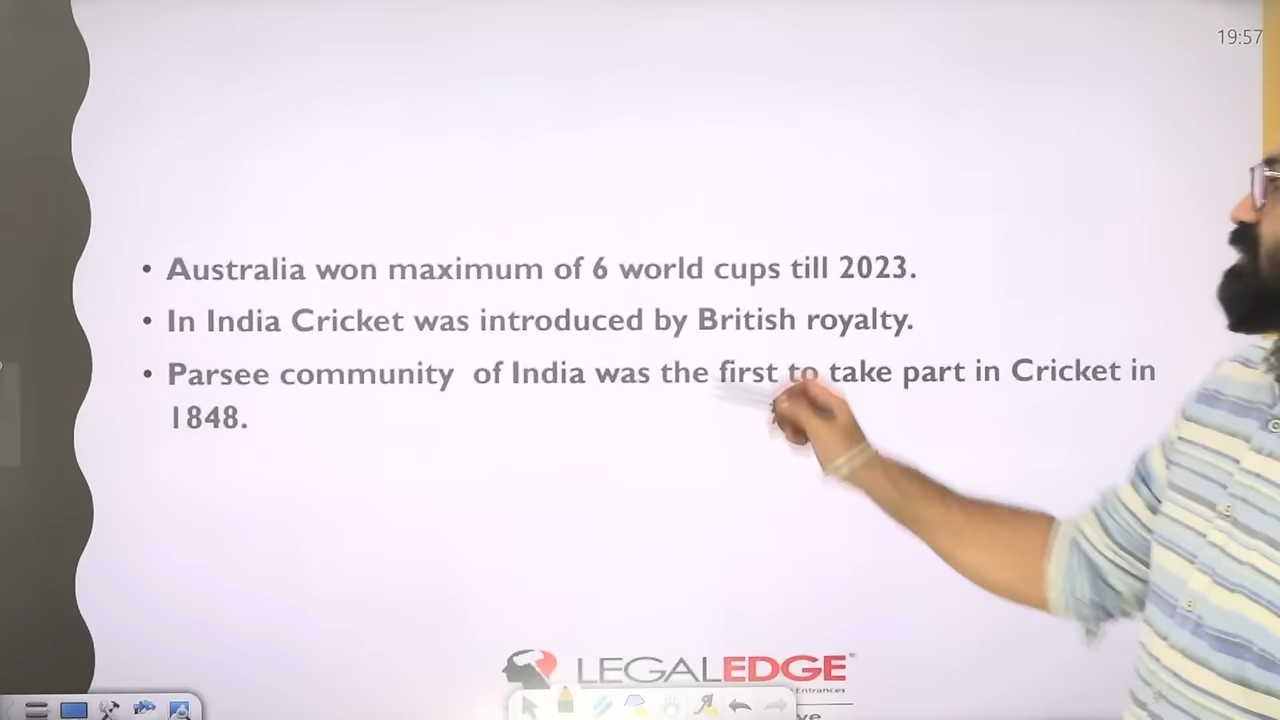 19:57
• Australia won maximum of 6 world cups till 2023.
• In India Cricket was introduced by British royalty.
• Parsee community of India was the first to take part in Cricket in
1848.
LEGALEDGE
Entrances